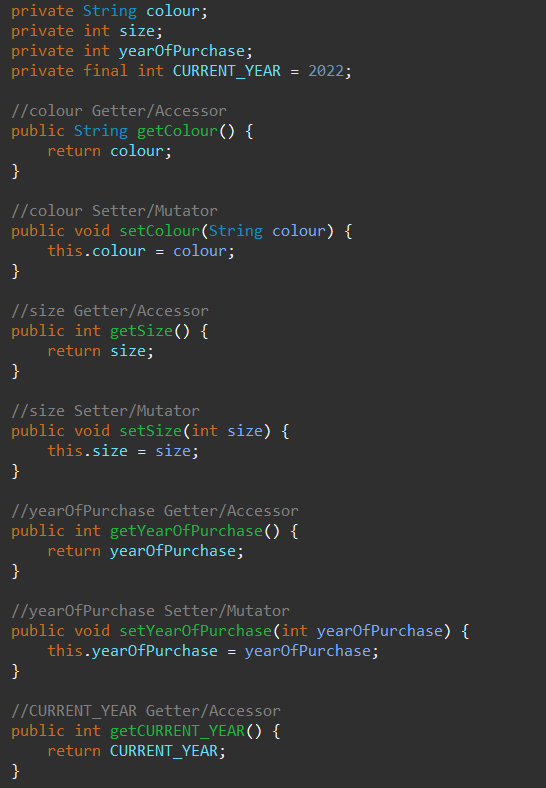 private String colour;
private int size;
private int yearOfPurchase;
private final int CURRENT_YEAR = 2022;

//colour Getter/Accessor
public String getColour() {
    return colour;
}

//colour Setter/Mutator
public void setColour(String colour) {
    this.colour = colour;
}

//size Getter/Accessor
public int getSize() {
    return size;
}

//size Setter/Mutator
public void setSize(int size) {
    this.size = size;
}

//yearOfPurchase Getter/Accessor
public int getYearOfPurchase() {
    return yearOfPurchase;
}

//yearOfPurchase Setter/Mutator
public void setYearOfPurchase(int yearOfPurchase) {
    this.yearOfPurchase = yearOfPurchase;
}

//CURRENT_YEAR Getter/Accessor
public int getCURRENT_YEAR() {
    return CURRENT_YEAR;
}